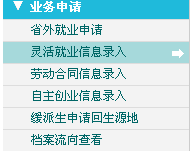 ▼ 业务申请
省外就业申请
灵活就业信息录入
劳动合同信息录入
自主创业信息录入
缓派生申请回生源地
档案流向查看